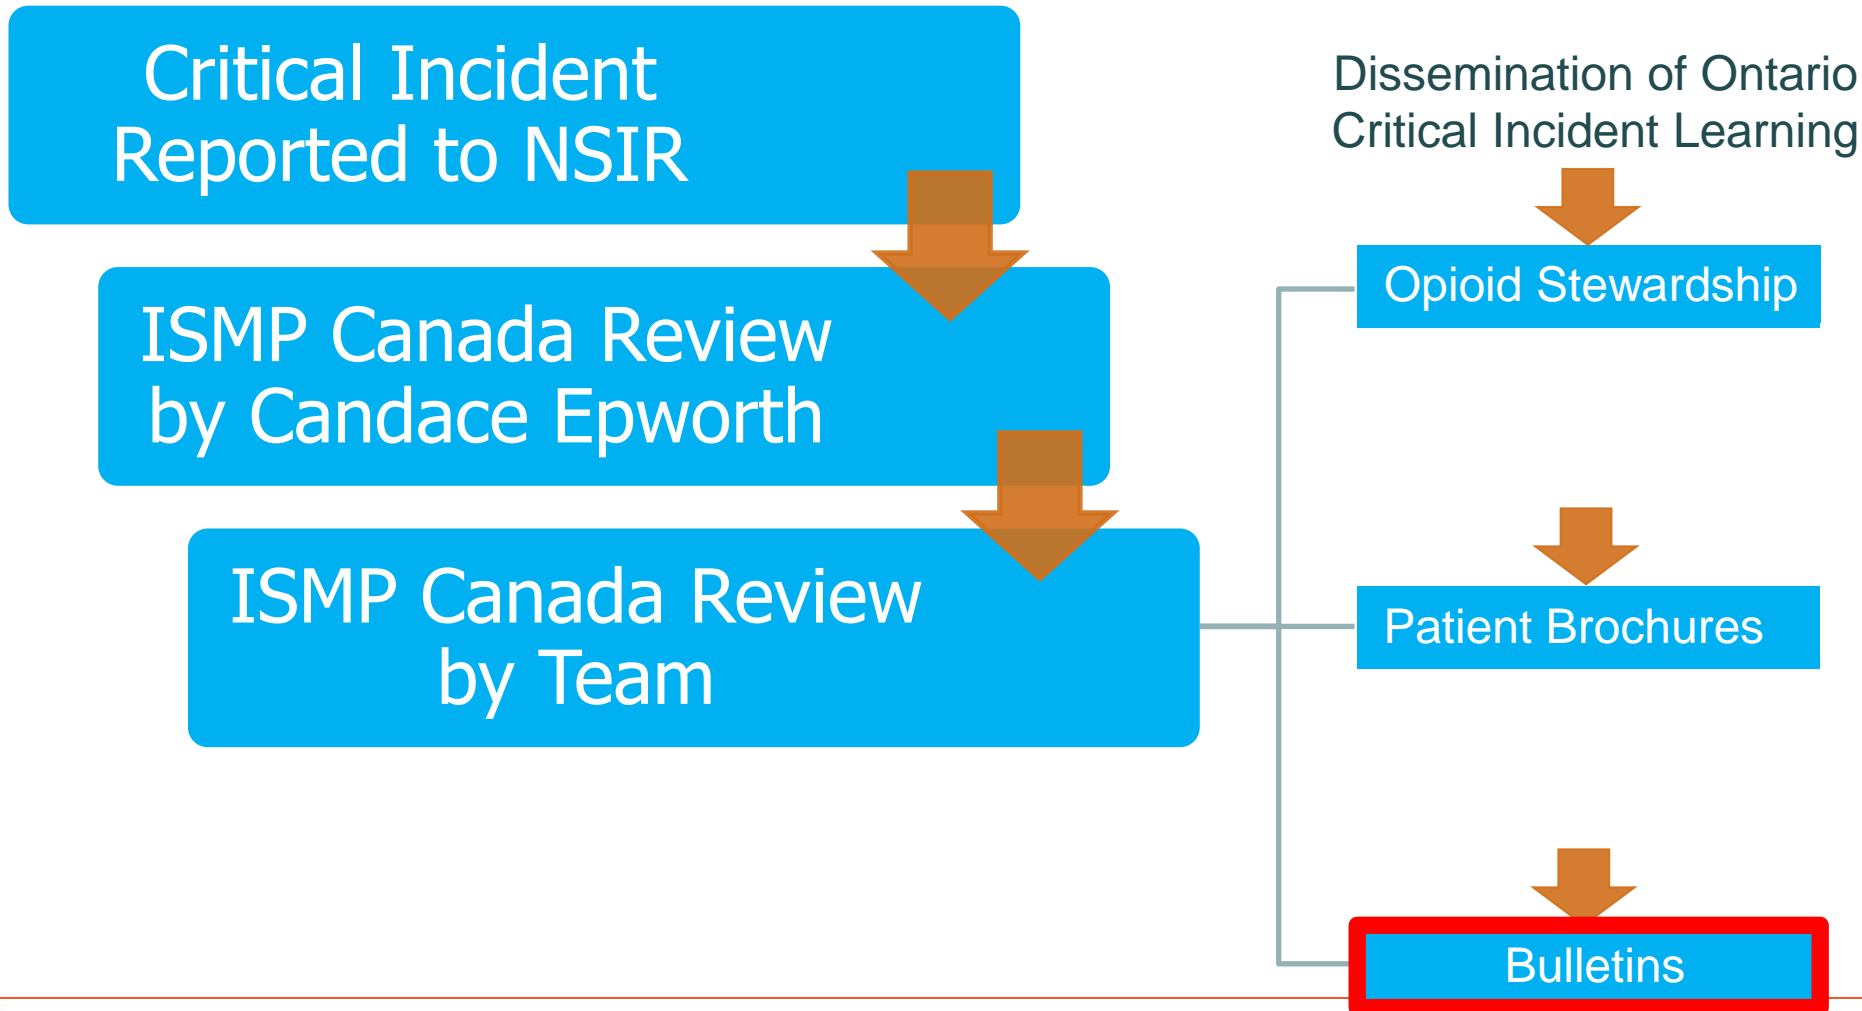 Critical Incident
Reported to NSIR
ISMP Canada Review
by Candace Epworth
ISMP Canada Review
by Team
Dissemination of Ontario
Critical Incident Learning
Opioid Stewardship
Patient Brochures
Bulletins